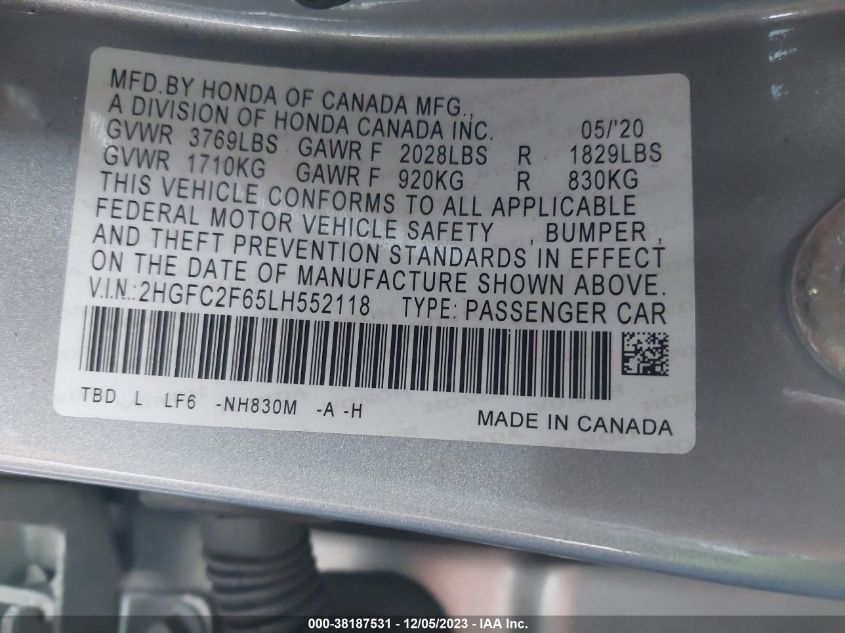 MFD.BY HONDA OF CANADA MFG.,
A DIVISION OF HONDA CANADA INC. 05/'20
GVWR 3769LBS GAWR F 2028LBS R 1829LBS
GVWR 1710KG GAWR F 920KG R 830KG
THIS VEHICLE CONFORMS TO ALL APPLICABLE
FEDERAL MOTOR VEHICLE SAFETY , BUMPER ,
AND THEFT PREVENTION STANDARDS IN EFFECT
ON THE DATE OF MANUFACTURE SHOWN ABOVE.
V.I.N.:2HGFC2F65LH552118 TYPE: PASSENGER CAR
TBD L LF6 -NH830M -A -H
MADE IN CANADA
000-38187531 - 12/05/2023 - IAA Inc.